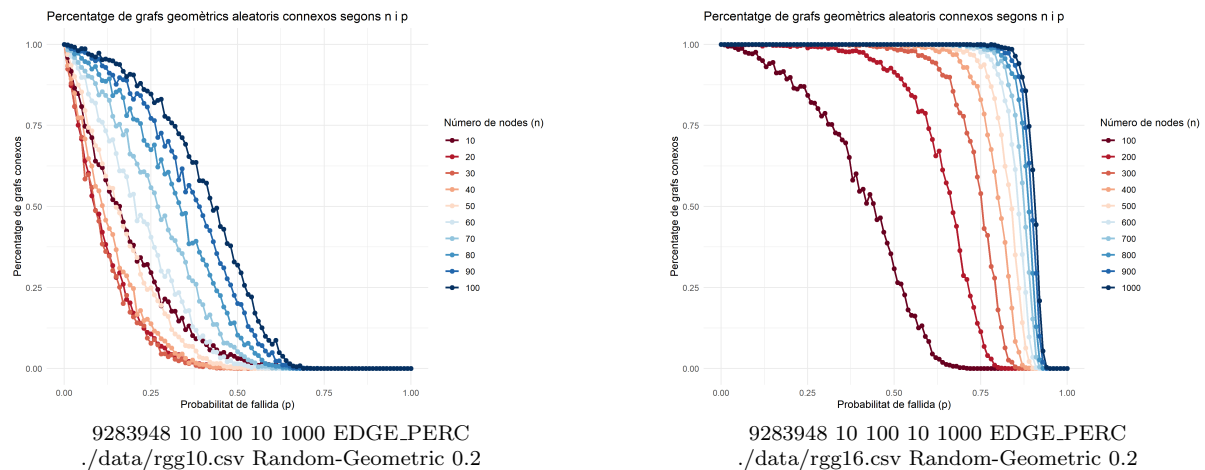 Percentatge de grafs geomètrics aleatoris connexos segons n i p
Percentatge de grafs connexos
1.00
0.75
0.50
0.25
0.00
0.00 0.25 0.50 0.75 1.00
Probabilitat de fallida (p)
Número de nodes (n)
10
20
30
40
50
60
70
80
90
100
9283948 10 100 10 1000 EDGE_PERC
./data/rgg10.csv Random-Geometric 0.2
Percentatge de grafs geomètrics aleatoris connexos segons n i p
Percentatge de grafs connexos
1.00
0.75
0.50
0.25
0.00
0.00 0.25 0.50 0.75 1.00
Probabilitat de fallida (p)
Número de nodes (n)
100
200
300
400
500
600
700
800
900
1000
9283948 10 100 10 1000 EDGE_PERC
./data/rgg16.csv Random-Geometric 0.2